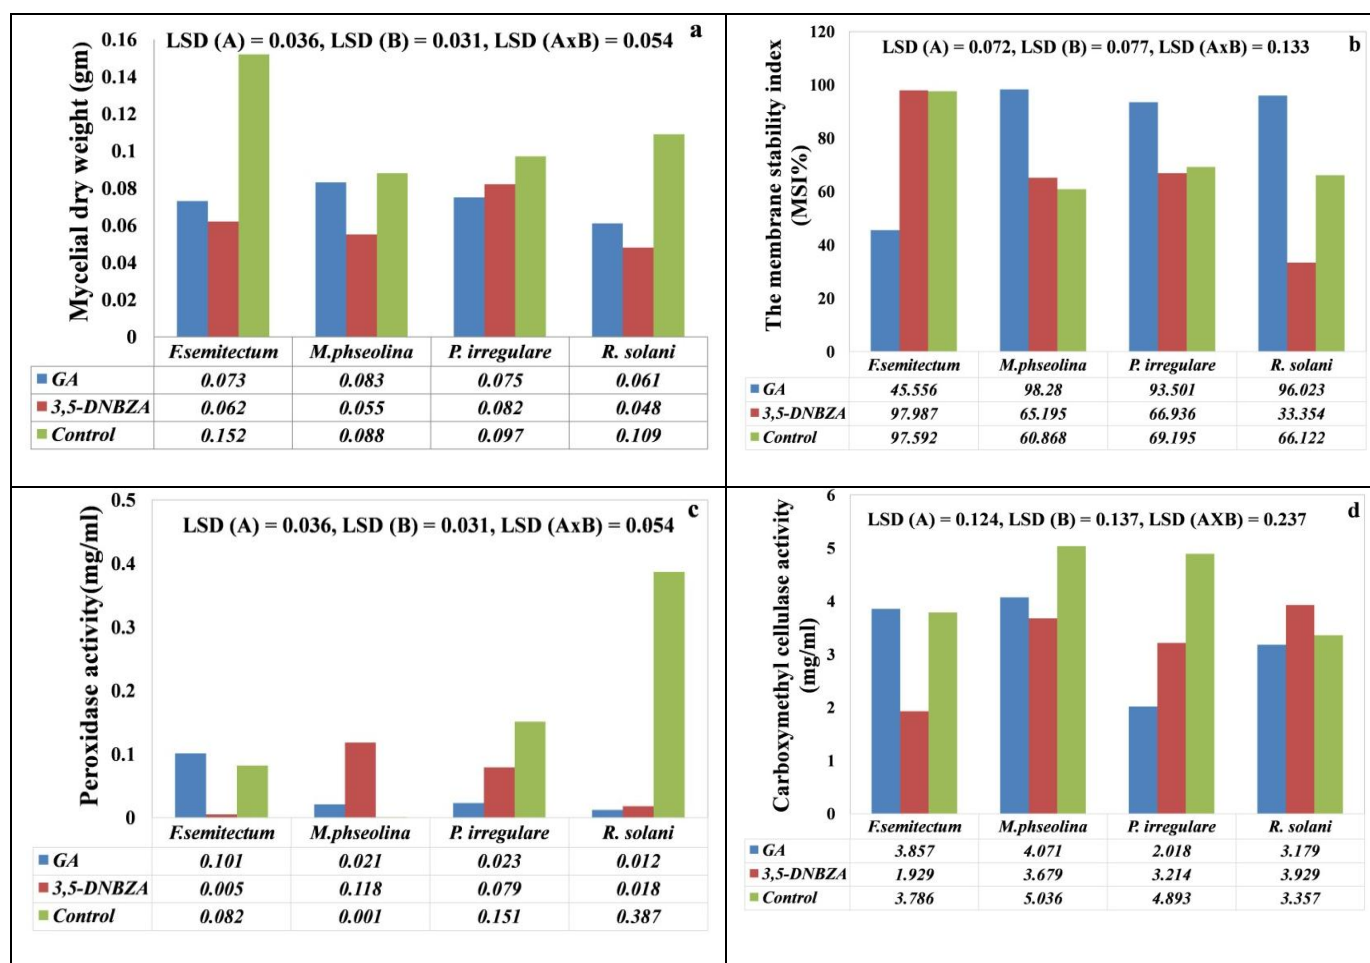 LSD (A) = 0.036, LSD (B) = 0.031, LSD (AxB) = 0.054
a
Mycelial dry weight (gm)
0.16
0.14
0.12
0.1
0.08
0.06
0.04
0.02
0
F.semitectum M.phseolina P. irregulare R. solani
GA 0.073 0.083 0.075 0.061
3,5-DNBZA 0.062 0.055 0.082 0.048
Control 0.152 0.088 0.097 0.109
LSD (A) = 0.072, LSD (B) = 0.077, LSD (AxB) = 0.133
b
The membrane stability index
(MSI%)
120
100
80
60
40
20
0
F.semitectum M.phseolina P. irregulare R. solani
GA 45.556 98.28 93.501 96.023
3,5-DNBZA 97.987 65.195 66.936 33.354
Control 97.592 60.868 69.195 66.122
LSD (A) = 0.036, LSD (B) = 0.031, LSD (AxB) = 0.054
c
Peroxidase activity(mg/ml)
0.5
0.4
0.3
0.2
0.1
0
F.semitectum M.phseolina P. irregulare R. solani
GA 0.101 0.021 0.023 0.012
3,5-DNBZA 0.005 0.118 0.079 0.018
Control 0.082 0.001 0.151 0.387
LSD (A) = 0.124, LSD (B) = 0.137, LSD (AXB) = 0.237
d
Carboxymethyl cellulase activity
(mg/ml)
6
5
4
3
2
1
0
F.semitectum M.phseolina P. irregulare R. solani
GA 3.857 4.071 2.018 3.179
3,5-DNBZA 1.929 3.679 3.214 3.929
Control 3.786 5.036 4.893 3.357